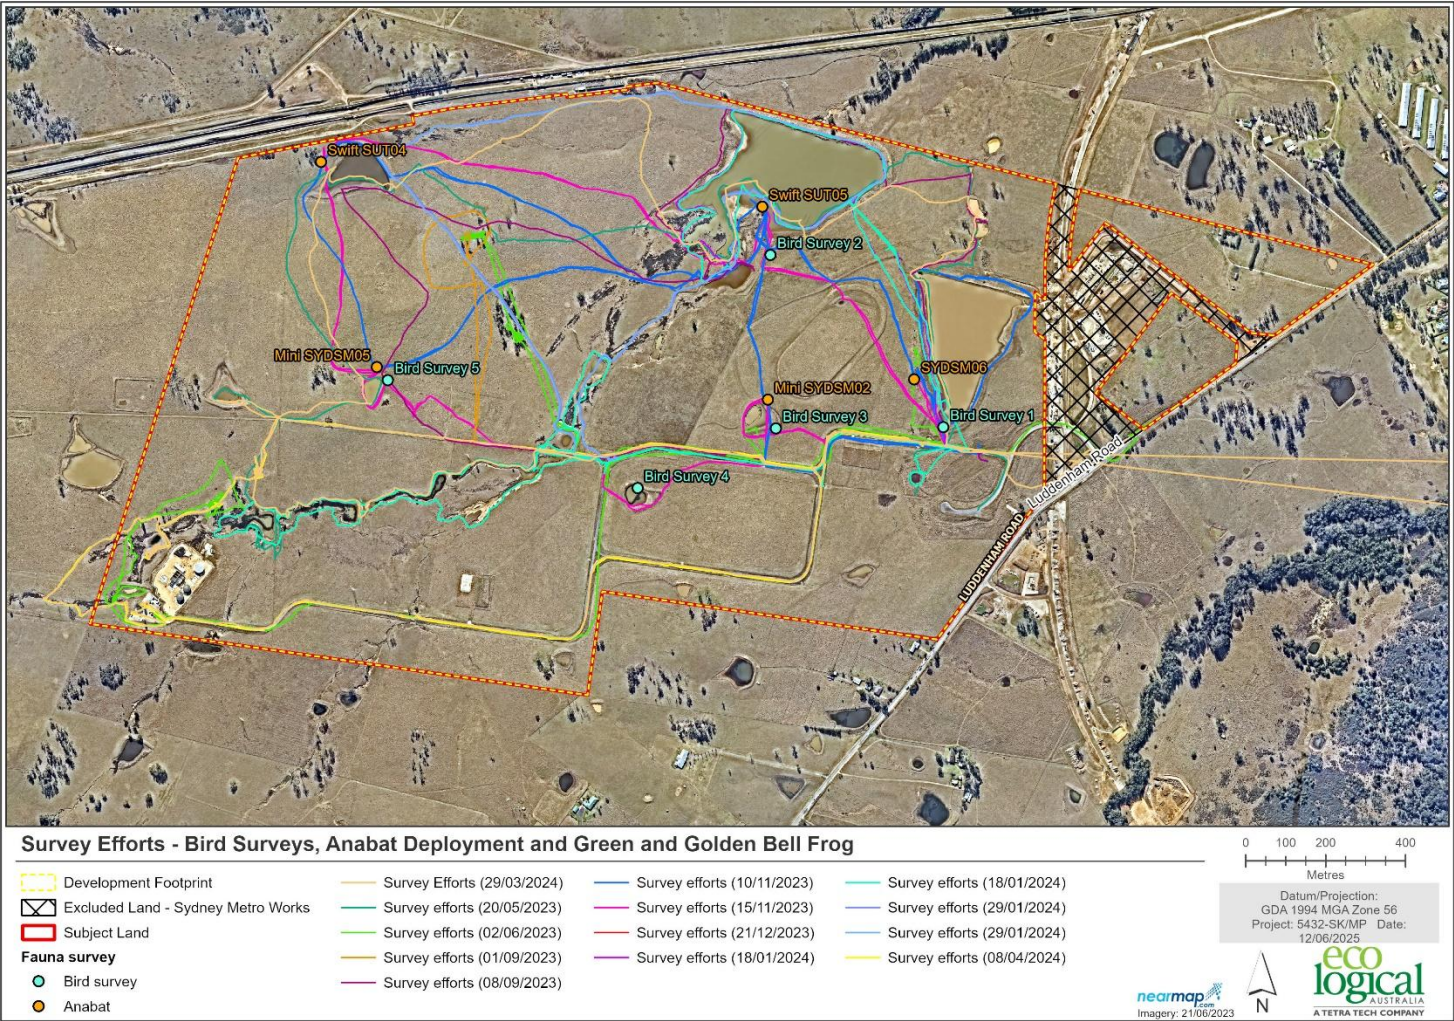 Swift SUT04
Swift SUT05
Bird Survey 2
Mini SYDSM05
Bird Survey 5
SYDSM06
Mini SYDSM02
Bird Survey 3
Bird Survey 1
Luddenham Road
Bird Survey 4
LUDDENHAM ROAD
Survey Efforts - Bird Surveys, Anabat Deployment and Green and Golden Bell Frog
Development Footprint
Excluded Land - Sydney Metro Works
Subject Land
Fauna survey
Bird survey
Anabat
Survey Efforts (29/03/2024)
Survey efforts (20/05/2023)
Survey efforts (02/06/2023)
Survey efforts (01/09/2023)
Survey efforts (08/09/2023)
Survey efforts (10/11/2023)
Survey efforts (15/11/2023)
Survey efforts (21/12/2023)
Survey efforts (18/01/2024)
Survey efforts (18/01/2024)
Survey efforts (29/01/2024)
Survey efforts (29/01/2024)
Survey efforts (08/04/2024)
0 100 200 400
Metres
Datum/Projection:
GDA 1994 MGA Zone 56
Project: 5432-SK/MP Date:
12/06/2025
nearmap
.com
Imagery: 21/06/2023
N
eco
logical
AUSTRALIA
A TETRA TECH COMPANY